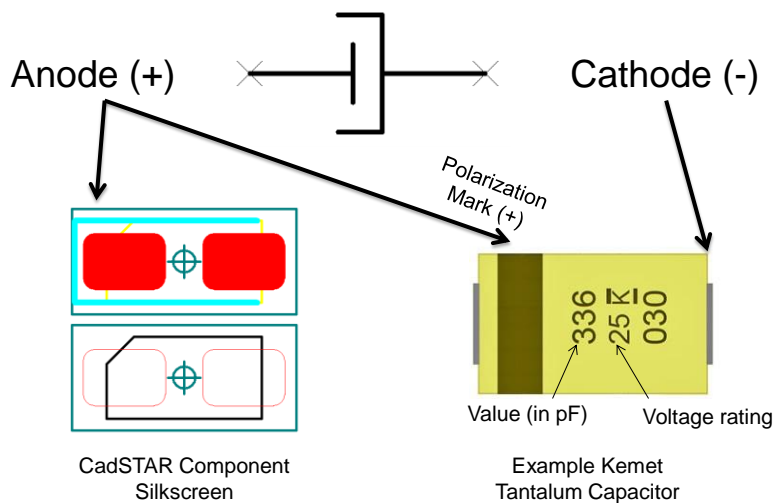 Anode (+)
Cathode (-)
Polarization
Mark (+)
336
25 K
030
Value (in pF)
Voltage rating
CadSTAR Component
Silkscreen
Example Kemet
Tantalum Capacitor